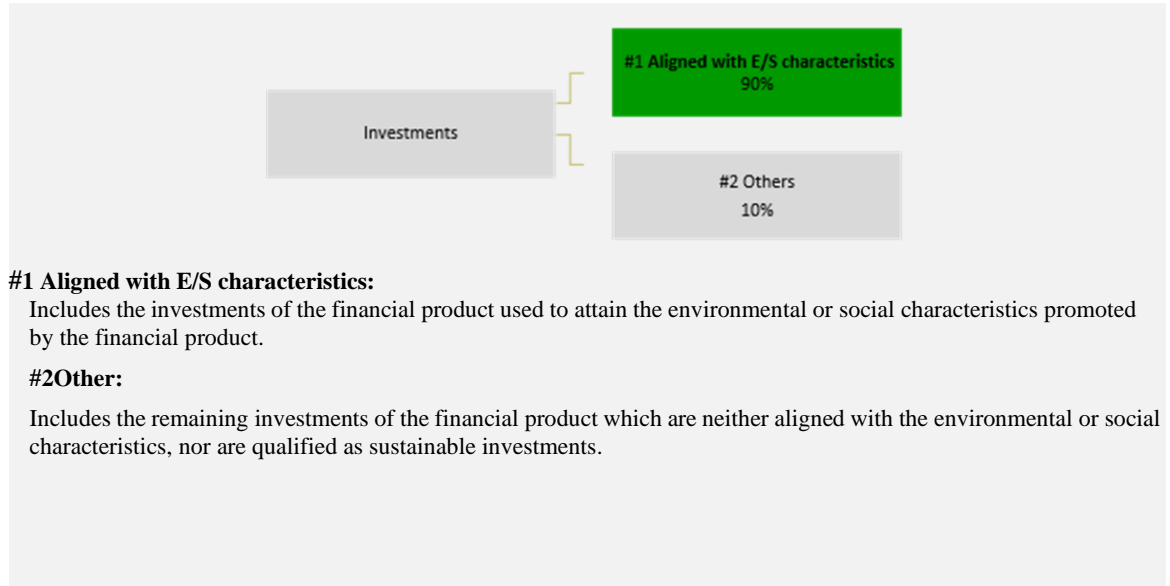 #1 Aligned with E/S characteristics
90%
Investments
#2 Others
10%
#1 Aligned with E/S characteristics:
Includes the investments of the financial product used to attain the environmental or social characteristics promoted
by the financial product.
#2Other:
Includes the remaining investments of the financial product which are neither aligned with the environmental or social
characteristics, nor are qualified as sustainable investments.